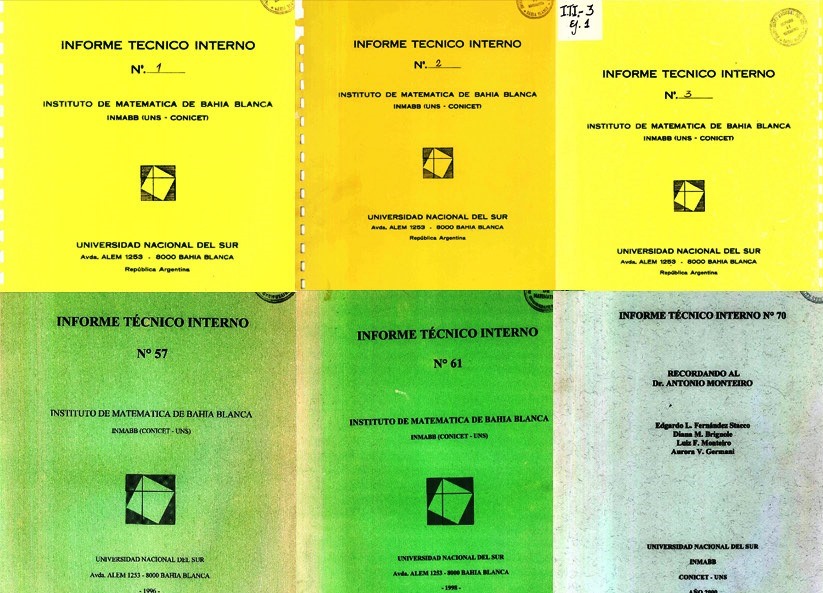 INFORME TECNICO INTERNO
Nº. 1
INSTITUTO DE MATEMATICA DE BAHIA BLANCA
INMABB (UNS - CONICET)
UNIVERSIDAD NACIONAL DEL SUR
Avda. ALEM 1253 - 8000 BAHIA BLANCA
República Argentina
INFORME TECNICO INTERNO
Nº. 2
INSTITUTO DE MATEMATICA DE BAHIA BLANCA
INMABB (UNS - CONICET)
UNIVERSIDAD NACIONAL DEL SUR
Avda. ALEM 1253 - 8000 BAHIA BLANCA
República Argentina
III-3
ej. 1
INFORME TECNICO INTERNO
Nº. 3
INSTITUTO DE MATEMATICA DE BAHIA BLANCA
INMABB (UNS - CONICET)
UNIVERSIDAD NACIONAL DEL SUR
Avda. ALEM 1253 - 8000 BAHIA BLANCA
República Argentina
INFORME TÉCNICO INTERNO
Nº 57
INSTITUTO DE MATEMATICA DE BAHIA BLANCA
INMABB (CONICET - UNS)
UNIVERSIDAD NACIONAL DEL SUR
Avda. ALEM 1253 - 8000 BAHIA BLANCA
- 1996 -
INFORME TÉCNICO INTERNO
Nº 61
INSTITUTO DE MATEMATICA DE BAHIA BLANCA
INMABB (CONICET - UNS)
UNIVERSIDAD NACIONAL DEL SUR
Avda. ALEM 1253 - 8000 BAHIA BLANCA
- 1998 -
INFORME TÉCNICO INTERNO Nº 70
RECORDANDO AL
Dr. ANTONIO MONTEIRO
Edgardo L. Fernández Stacco
Diana M. Brignole
Luiz F. Monteiro
Aurora V. Germani
UNIVERSIDAD NACIONAL DEL SUR
INMABB
CONICET - UNS
AÑO 2000